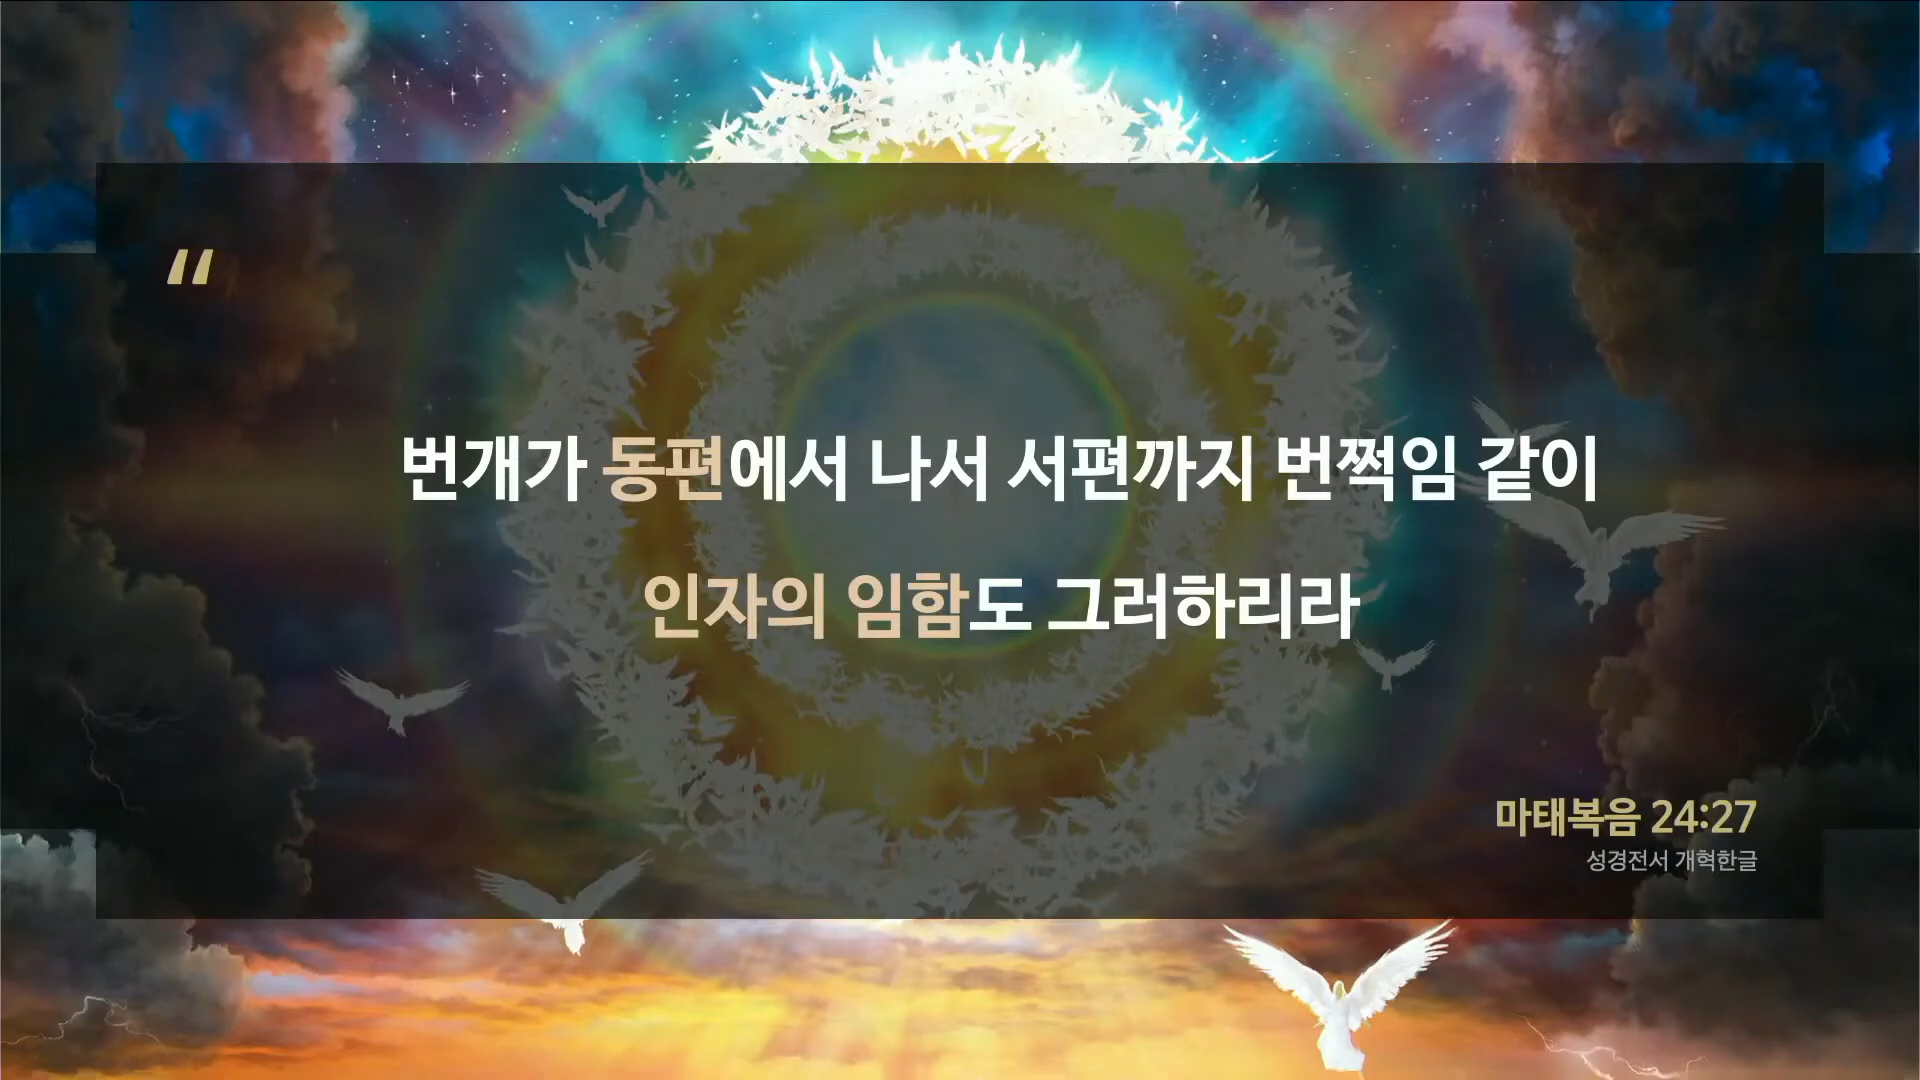 “
번개가 동편에서 나서 서편까지 번쩍임 같이
인자의 임함도 그러하리라
마태복음 24:27
성경전서 개혁한글